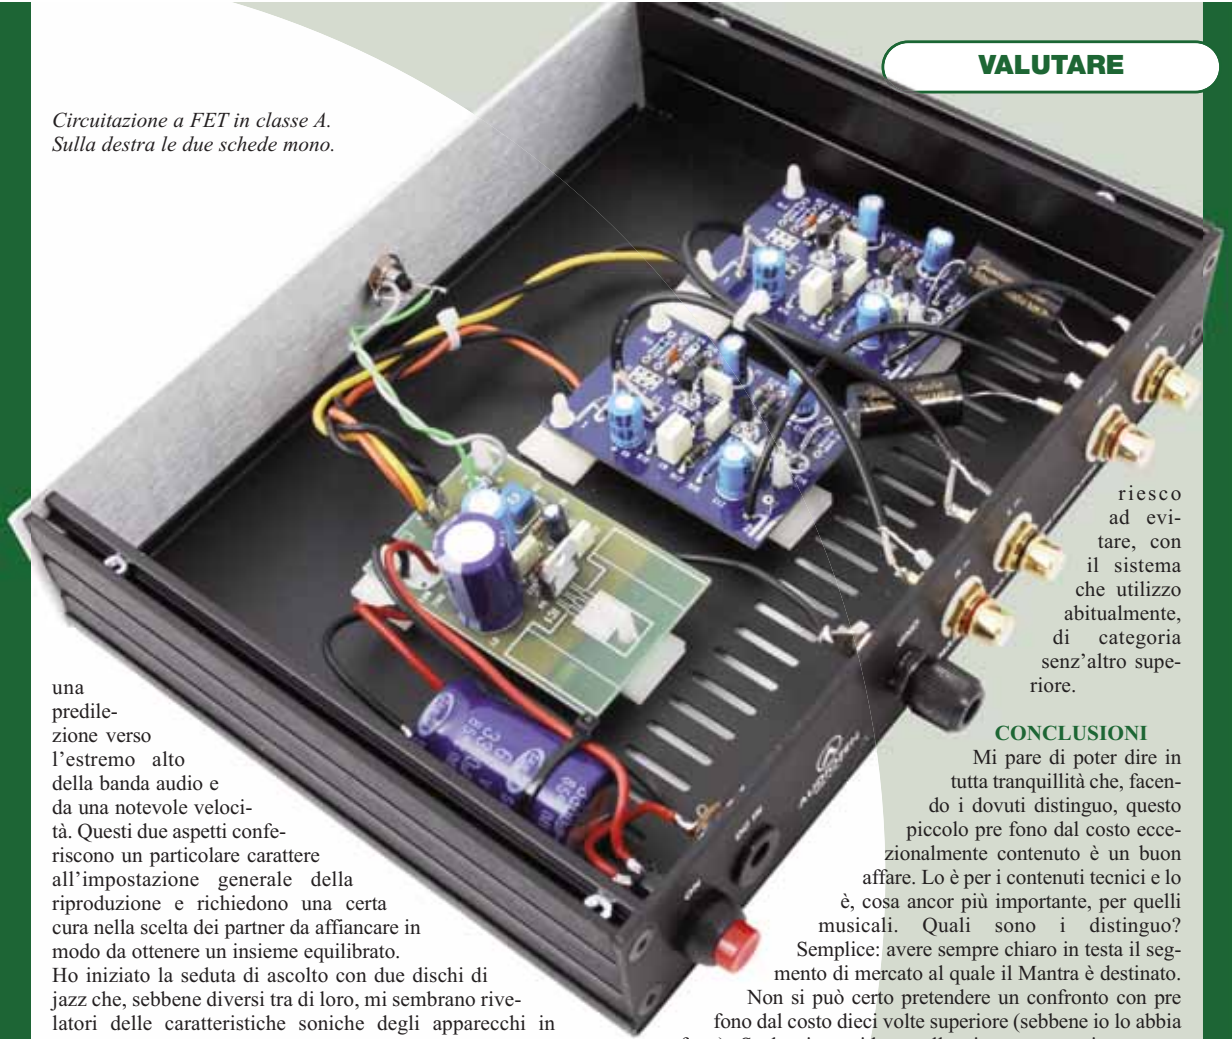 VALUTARE
Circuitazione a FET in classe A.
Sulla destra le due schede mono.
una
predile-
zione verso
l'estremo alto
della banda audio e
da una notevole veloci-
tà. Questi due aspetti confe-
riscono un particolare carattere
all'impostazione generale della
riproduzione e richiedono una certa
cura nella scelta dei partner da affiancare in
modo da ottenere un insieme equilibrato.
Ho iniziato la seduta di ascolto con due dischi di
jazz che, sebbene diversi tra di loro, mi sembrano rive-
latori delle caratteristiche soniche degli apparecchi in
riesco
ad evi-
tare, con
il sistema
che utilizzo
abitualmente,
di categoria
senz'altro supe-
riore.
CONCLUSIONI
Mi pare di poter dire in
tutta tranquillità che, facen-
do i dovuti distinguo, questo
piccolo pre fono dal costo ecce-
zionalmente contenuto è un buon
affare. Lo è per i contenuti tecnici e lo
è, cosa ancor più importante, per quelli
musicali. Quali sono i distinguo?
Semplice: avere sempre chiaro in testa il seg-
mento di mercato al quale il Mantra è destinato.
Non si può certo pretendere un confronto con pre
fono dal costo dieci volte superiore (sebbene io lo abbia
DC IN